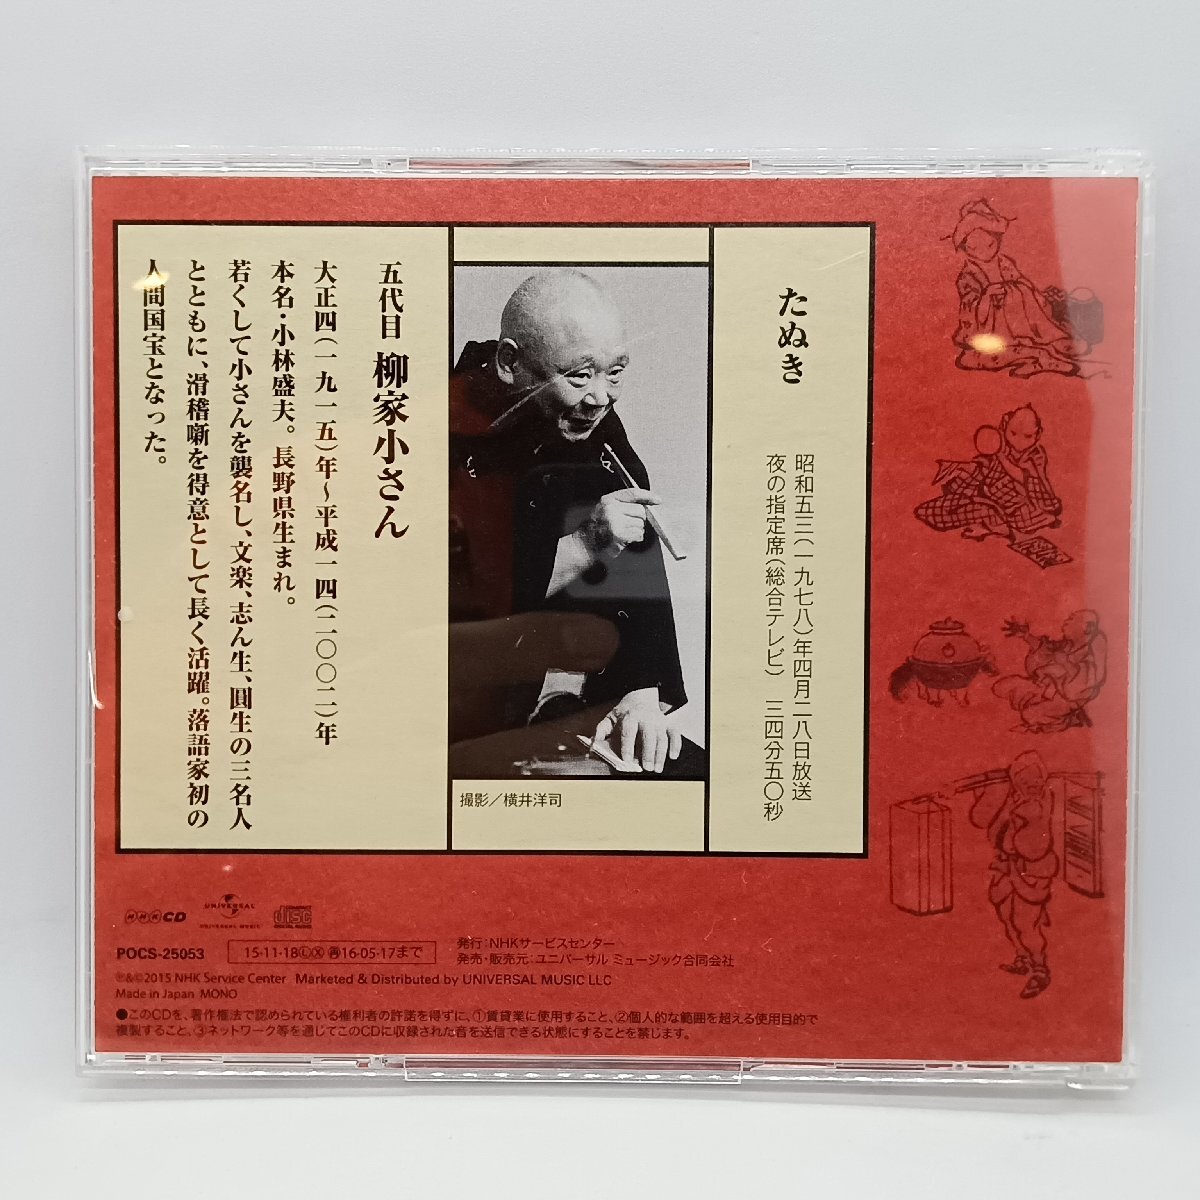 たぬき
昭和五三(一九七八)年四月二八日放送
夜の指定席(総合テレビ) 三四分五〇秒
撮影／横井洋司
五代目 柳家小さん
大正四(一九一五)年～平成一四(二〇〇二)年
本名・小林盛夫。長野県生まれ。
若くして小さんを襲名し、文楽、志ん生、圓生の三名人
とともに、滑稽噺を得意として長く活躍。落語家初の
人間国宝となった。
NHKCD
UNIVERSAL
UNIVERSAL MUSIC
COMPACT
disc
DIGITAL AUDIO
POCS-25053
15・11・18ⓁⓍ㊢16・05・17まで
発行：NHKサービスセンター
発売・販売元：ユニバーサル ミュージック合同会社
℗&©2015 NHK Service Center Marketed & Distributed by UNIVERSAL MUSIC LLC
Made in Japan MONO
●このCDを、著作権法で認められている権利者の許諾を得ずに、①賃貸業に使用すること、②個人的な範囲を超える使用目的で
複製すること、③ネットワーク等を通じてこのCDに収録された音を送信できる状態にすることを禁じます。